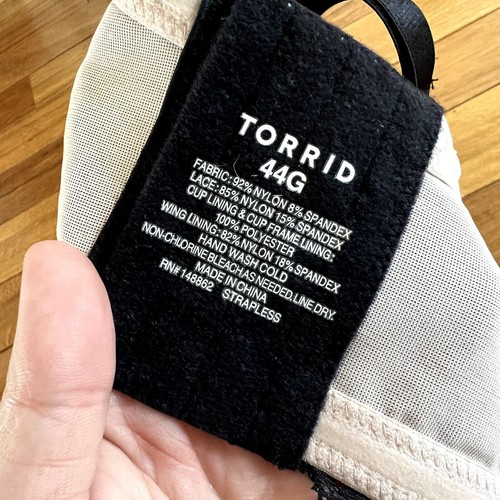 TORRID
44G
FABRIC: 92% NYLON 8% SPANDEX
LACE: 85% NYLON 15% SPANDEX
CUP LINING & CUP FRAME LINING:
100% POLYESTER
WING LINING: 82% NYLON 18% SPANDEX
HAND WASH COLD
NON-CHLORINE BLEACH AS NEEDED. LINE DRY.
MADE IN CHINA
RN# 148862 STRAPLESS